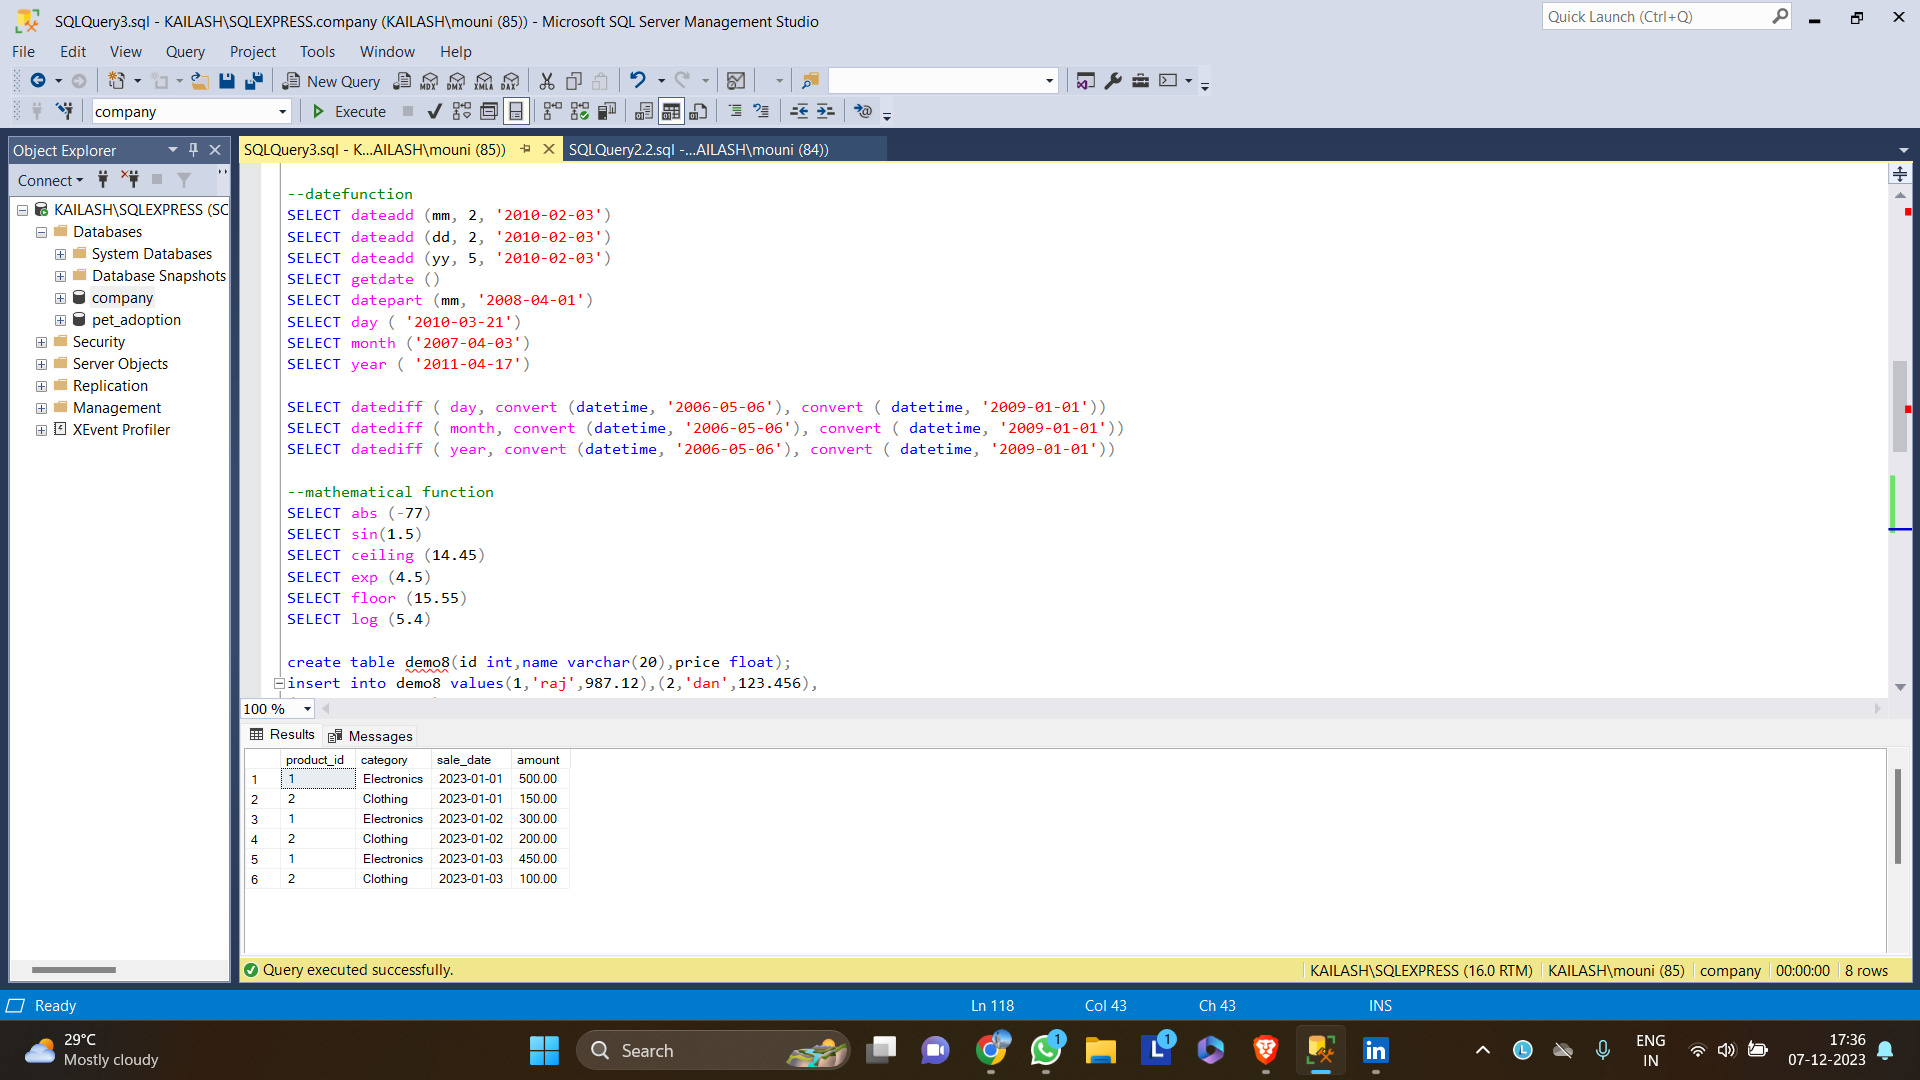 SQLQuery3.sql - KAILASH\SQLEXPRESS.company (KAILASH\mouni (85)) - Microsoft SQL Server Management Studio
Quick Launch (Ctrl+Q)
File Edit View Query Project Tools Window Help
New Query MDX DMX XMLA DAX
company Execute
Object Explorer
SQLQuery3.sql - K...AILASH\mouni (85)) SQLQuery2.2.sql -...AILASH\mouni (84))
Connect
KAILASH\SQLEXPRESS (SC
Databases
System Databases
Database Snapshots
company
pet_adoption
Security
Server Objects
Replication
Management
XEvent Profiler
--datefunction
SELECT dateadd (mm, 2, '2010-02-03')
SELECT dateadd (dd, 2, '2010-02-03')
SELECT dateadd (yy, 5, '2010-02-03')
SELECT getdate ()
SELECT datepart (mm, '2008-04-01')
SELECT day ( '2010-03-21')
SELECT month ('2007-04-03')
SELECT year ( '2011-04-17')
SELECT datediff ( day, convert (datetime, '2006-05-06'), convert ( datetime, '2009-01-01'))
SELECT datediff ( month, convert (datetime, '2006-05-06'), convert ( datetime, '2009-01-01'))
SELECT datediff ( year, convert (datetime, '2006-05-06'), convert ( datetime, '2009-01-01'))
--mathematical function
SELECT abs (-77)
SELECT sin(1.5)
SELECT ceiling (14.45)
SELECT exp (4.5)
SELECT floor (15.55)
SELECT log (5.4)
create table demo8(id int,name varchar(20),price float);
insert into demo8 values(1,'raj',987.12),(2,'dan',123.456),
100 %
Results Messages
product_id category sale_date amount
1 1 Electronics 2023-01-01 500.00
2 2 Clothing 2023-01-01 150.00
3 1 Electronics 2023-01-02 300.00
4 2 Clothing 2023-01-02 200.00
5 1 Electronics 2023-01-03 450.00
6 2 Clothing 2023-01-03 100.00
Query executed successfully. KAILASH\SQLEXPRESS (16.0 RTM) KAILASH\mouni (85) company 00:00:00 8 rows
Ready Ln 118 Col 43 Ch 43 INS
29°C
Mostly cloudy
Search
1
L 1
in
L
ENG
IN
17:36
07-12-2023